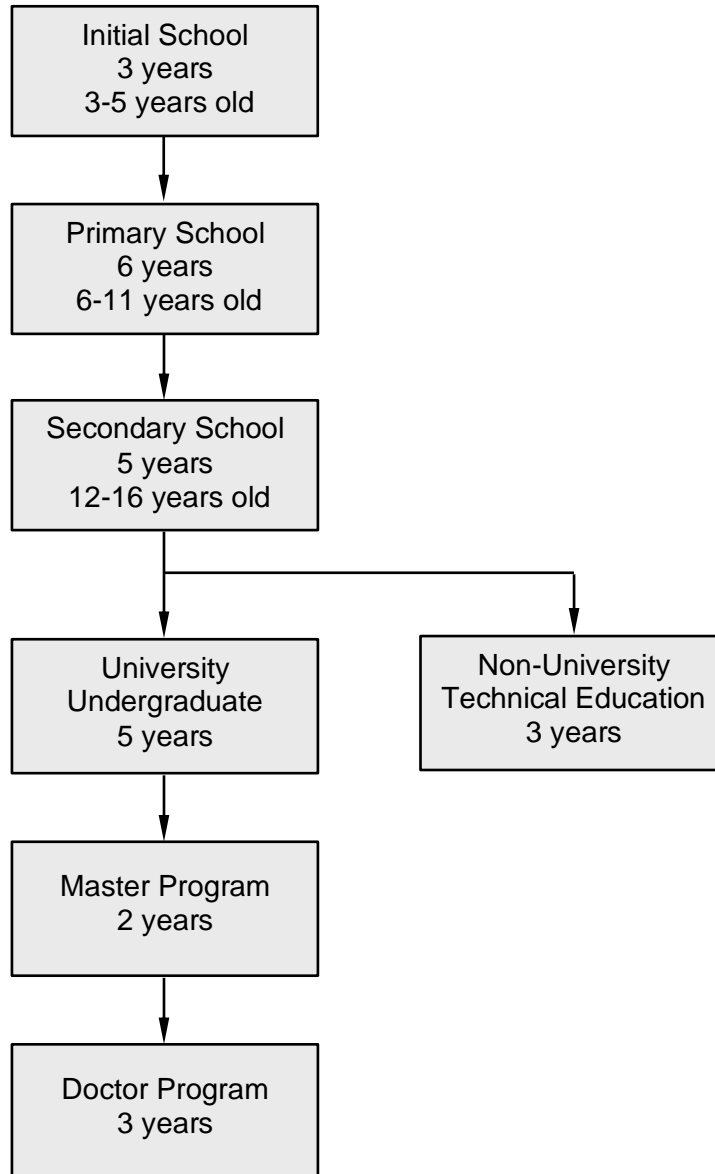 Initial School
3 years
3-5 years old
Primary School
6 years
6-11 years old
Secondary School
5 years
12-16 years old
University
Undergraduate
5 years
Non-University
Technical Education
3 years
Master Program
2 years
Doctor Program
3 years